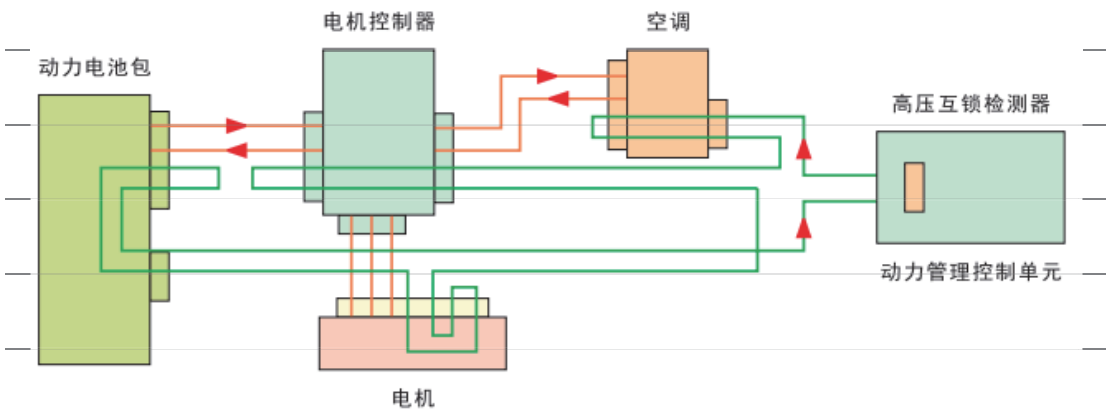 电机控制器
空调
动力电池包
高压互锁检测器
动力管理控制单元
电机